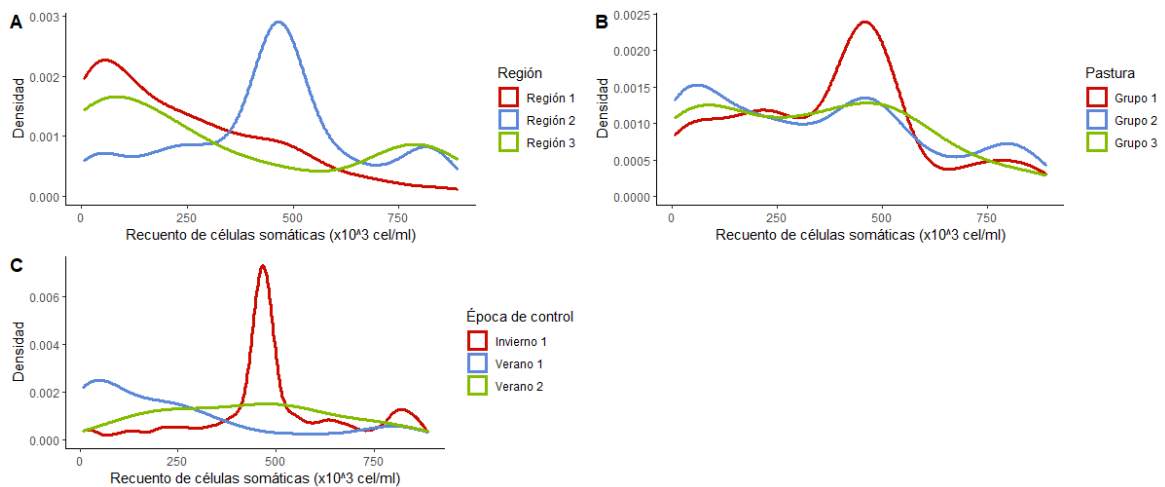 A
0.003
0.002
0.001
0.000
Densidad
0
250
500
750
Recuento de células somáticas (x10^3 cel/ml)
Región
Región 1
Región 2
Región 3
B
0.0025
0.0020
0.0015
0.0010
0.0005
0.0000
Densidad
0
250
500
750
Recuento de células somáticas (x10^3 cel/ml)
Pastura
Grupo 1
Grupo 2
Grupo 3
C
0.006
0.004
0.002
0.000
Densidad
0
250
500
750
Recuento de células somáticas (x10^3 cel/ml)
Época de control
Invierno 1
Verano 1
Verano 2